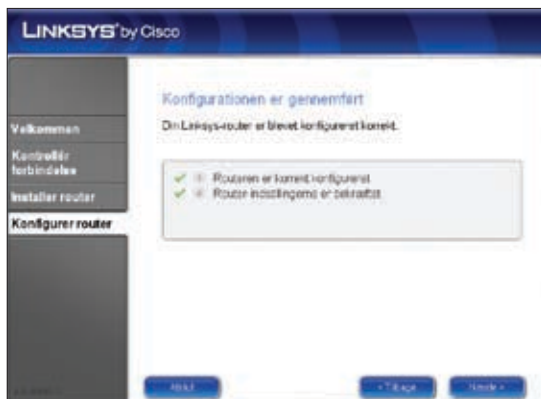 LINKSYS by Cisco
Konfigurationen er gennemført
Din Linksys-router er blevet konfigureret korrekt.
Velkommen
Kontrollér
forbindelse
Installer router
Konfigurer router
Routeren er korrekt konfigureret
Router indstillingerne er bekræftet
Afslut
< Tilbage
Næste >